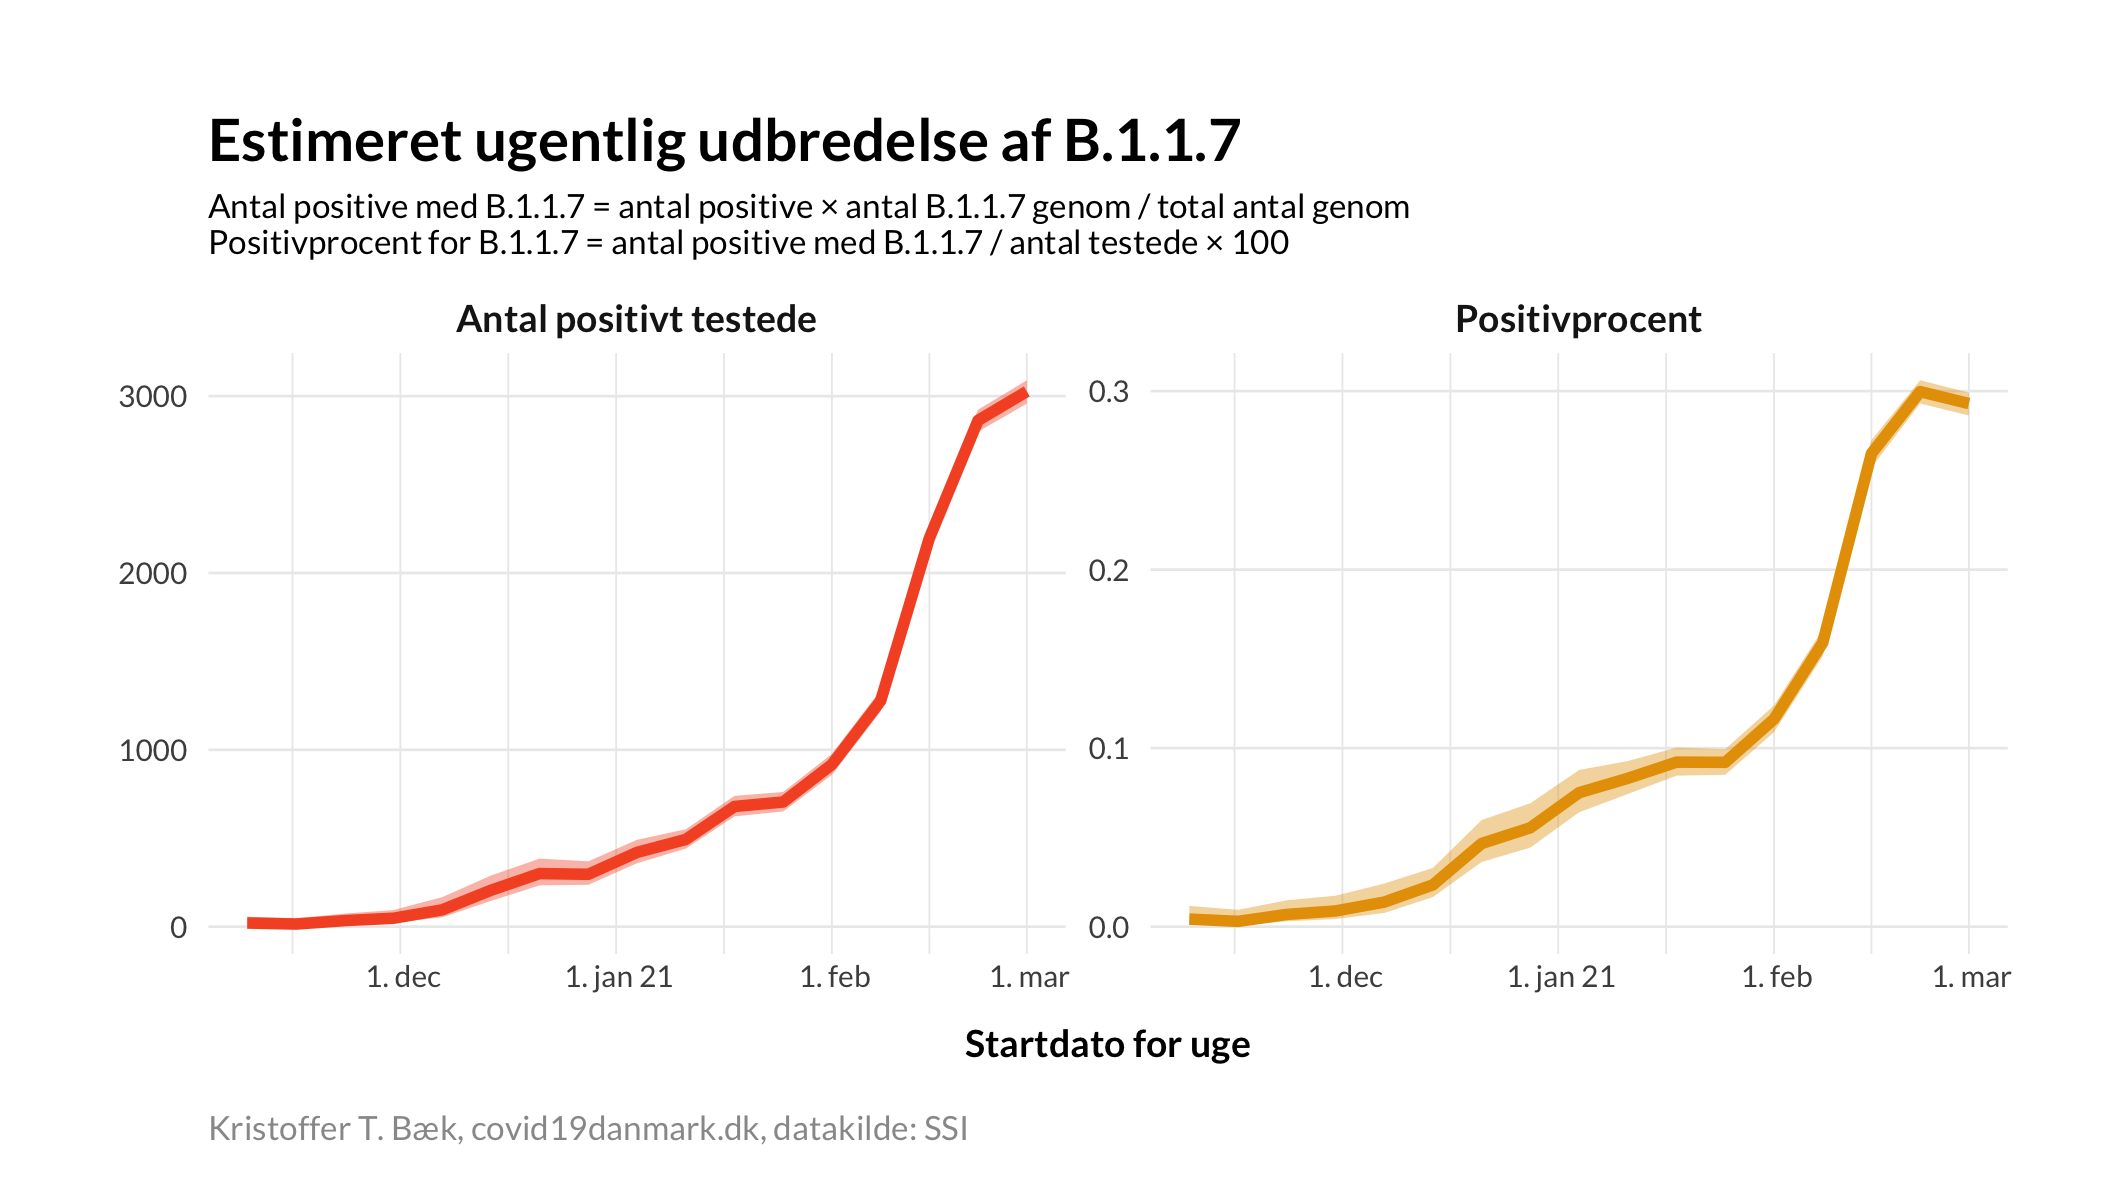 Estimeret ugentlig udbredelse af B.1.1.7
Antal positive med B.1.1.7 = antal positive × antal B.1.1.7 genom / total antal genom
Positivprocent for B.1.1.7 = antal positive med B.1.1.7 / antal testede × 100
Antal positivt testede
3000
2000
1000
0
1. dec 1. jan 21 1. feb 1. mar
Positivprocent
0.3
0.2
0.1
0.0
1. dec 1. jan 21 1. feb 1. mar
Startdato for uge
Kristoffer T. Bæk, covid19danmark.dk, datakilde: SSI